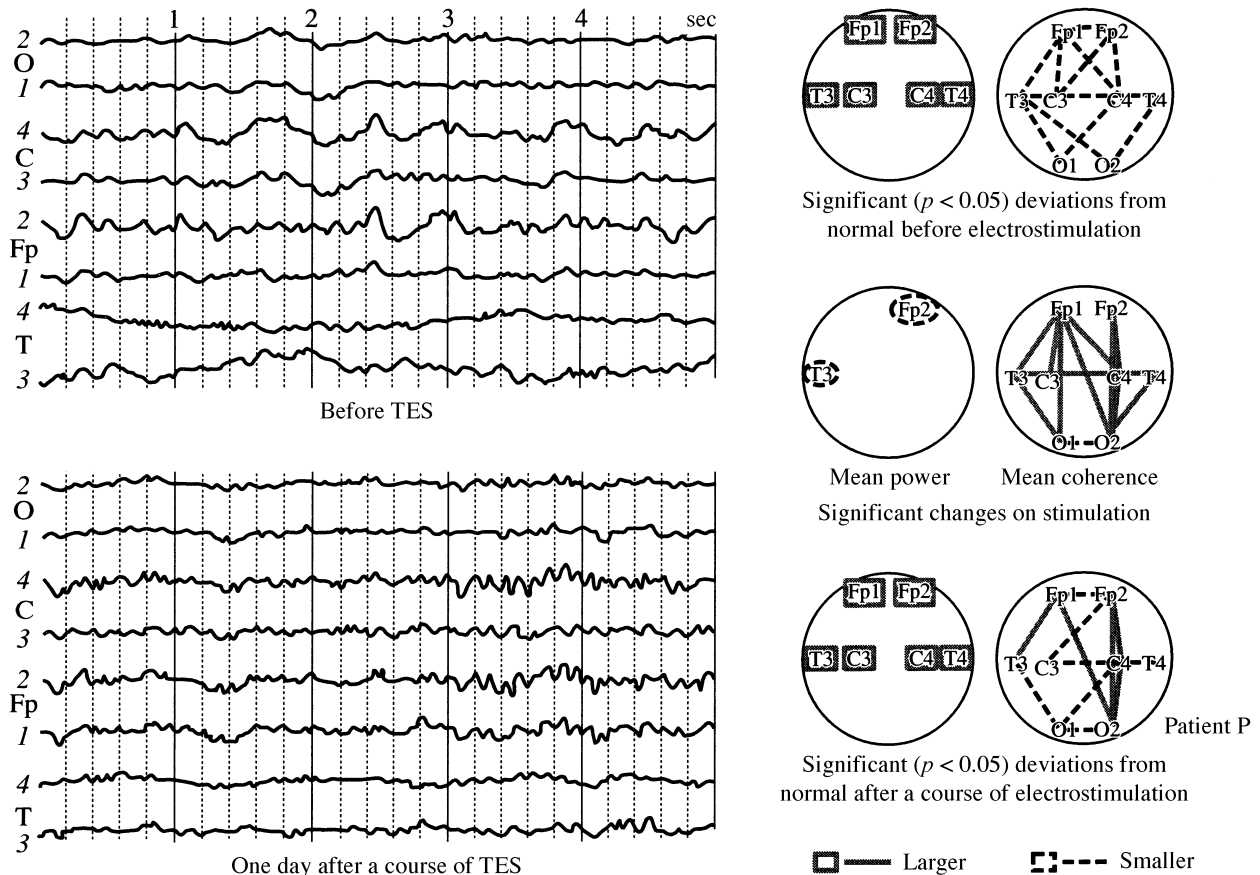 1 2 3 4 sec
2
O
1
4
C
3
2
Fp
1
4
T
3
Before TES
2
O
1
4
C
3
2
Fp
1
4
T
3
One day after a course of TES
Fp1 Fp2
T3 C3 C4 T4
Fp1 Fp2
T3 C3 C4 T4
O1 O2
Significant (p < 0.05) deviations from
normal before electrostimulation
Fp2
T3
Mean power
Fp1 Fp2
T3 C3 C4 T4
O1 O2
Mean coherence
Significant changes on stimulation
Fp1 Fp2
T3 C3 C4 T4
Fp1 Fp2
T3 C3 C4 T4
O1 O2
Patient P
Significant (p < 0.05) deviations from
normal after a course of electrostimulation
Larger Smaller